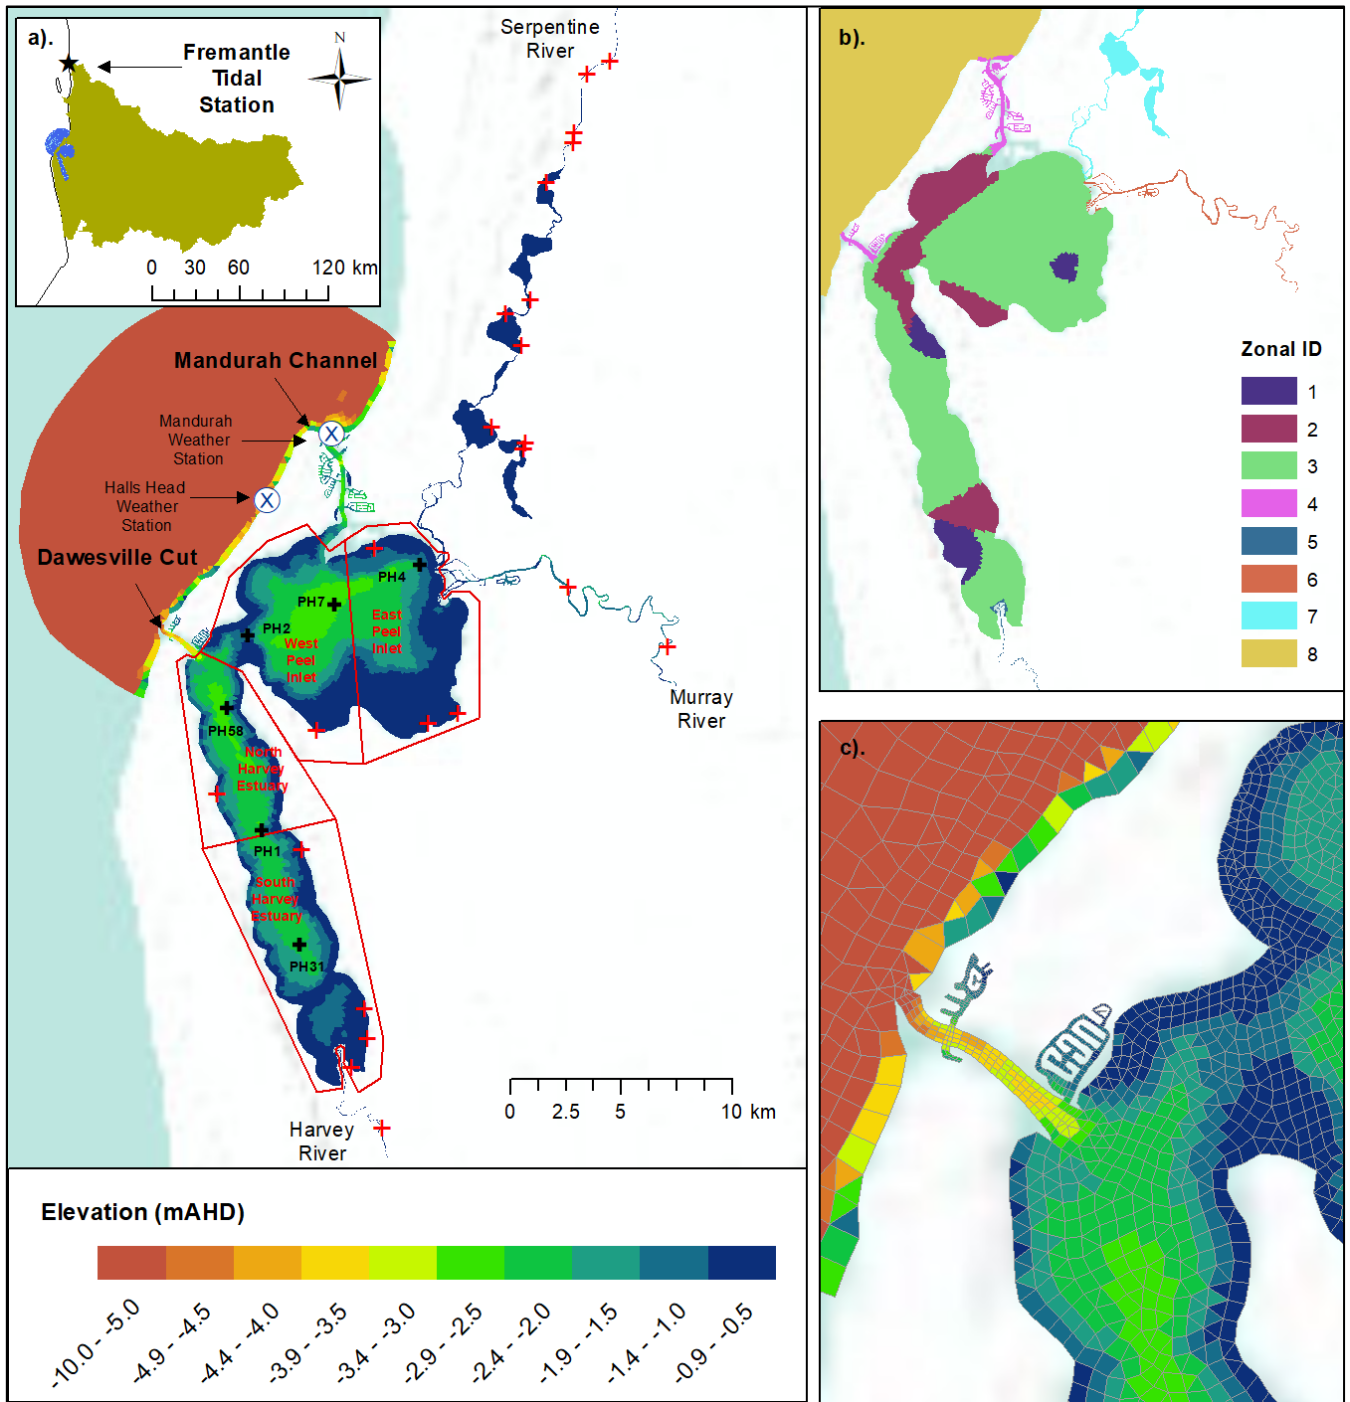 a).
Fremantle
Tidal
Station
N
0 30 60 120 km
Serpentine
River
Mandurah Channel
Mandurah
Weather
Station
X
Halls Head
Weather
Station
X
Dawesville Cut
PH4
PH7
PH2
East
Peel
Inlet
West
Peel
Inlet
Murray
River
PH58
North
Harvey
Estuary
PH1
South
Harvey
Estuary
PH31
0 2.5 5 10 km
Harvey
River
Elevation (mAHD)
-10.0 - -5.0
-4.9 - -4.5
-4.4 - -4.0
-3.9 - -3.5
-3.4 - -3.0
-2.9 - -2.5
-2.4 - -2.0
-1.9 - -1.5
-1.4 - -1.0
-0.9 - -0.5
b).
Zonal ID
1
2
3
4
5
6
7
8
c).